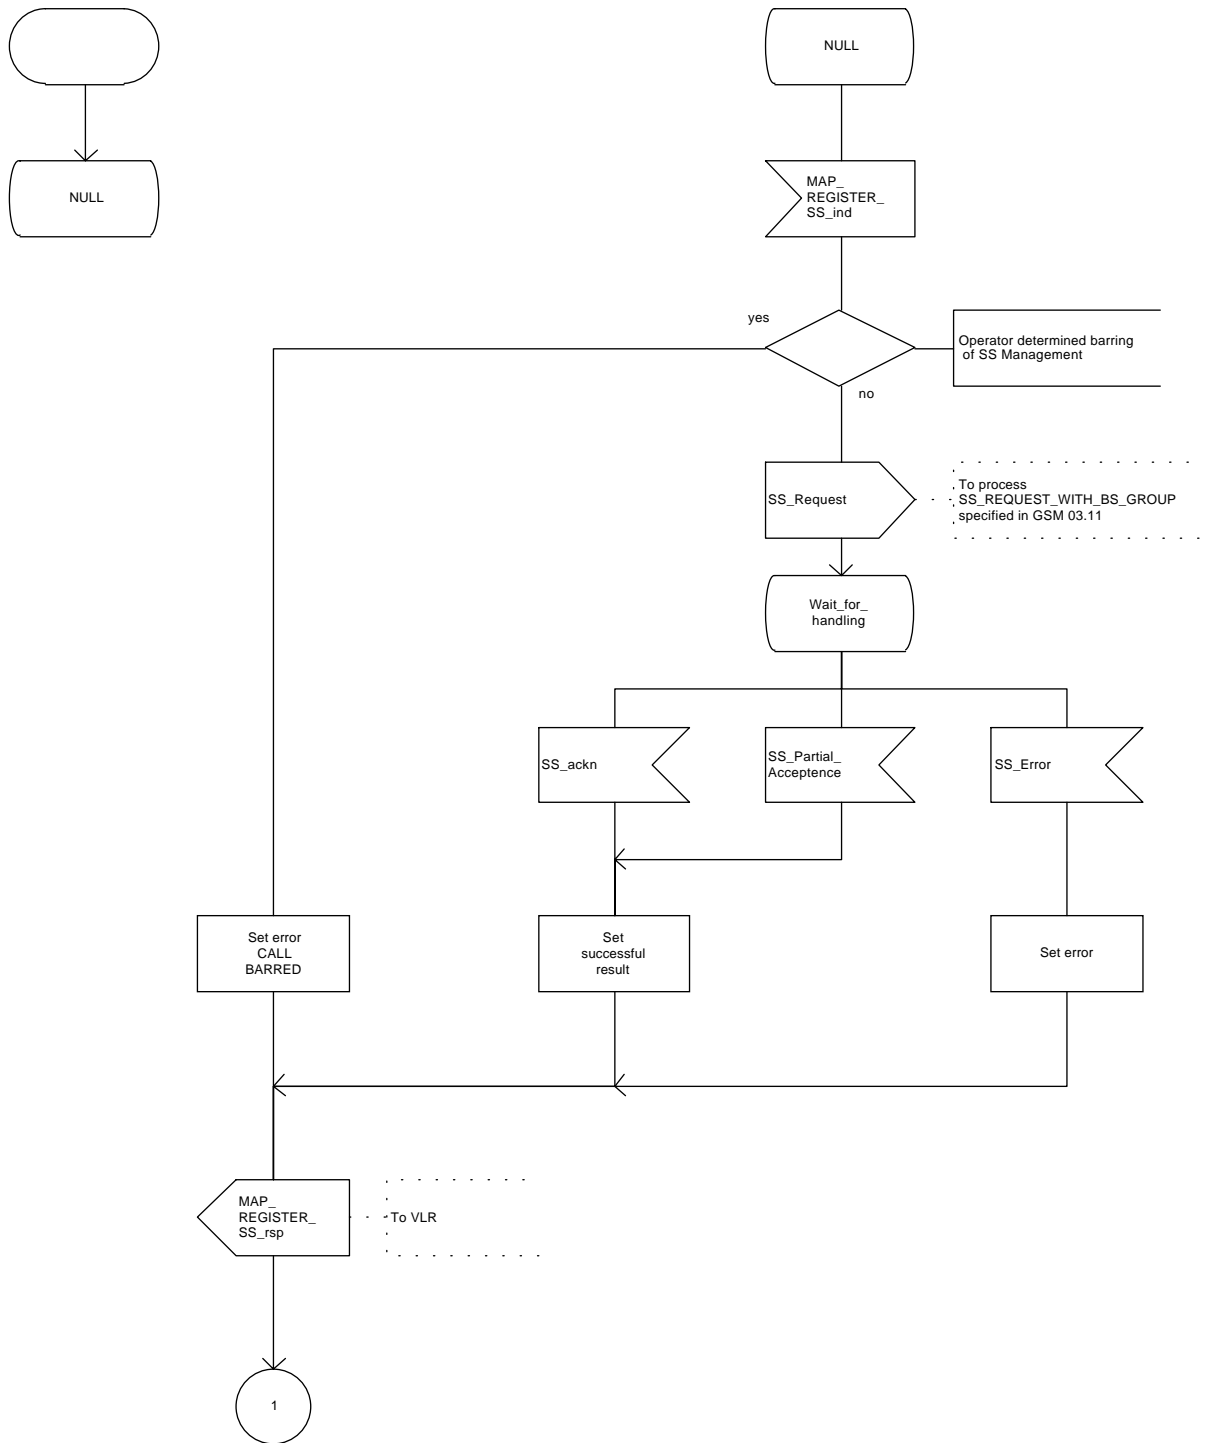 NULL
NULL
MAP_
REGISTER_
SS_ind
yes
Operator determined barring
of SS Management
no
SS_Request
To process
SS_REQUEST_WITH_BS_GROUP
specified in GSM 03.11
Wait_for_
handling
SS_ackn
SS_Partial_
Acceptence
SS_Error
Set error
CALL
BARRED
Set
successful
result
Set error
MAP_
REGISTER_
SS_rsp
To VLR
1